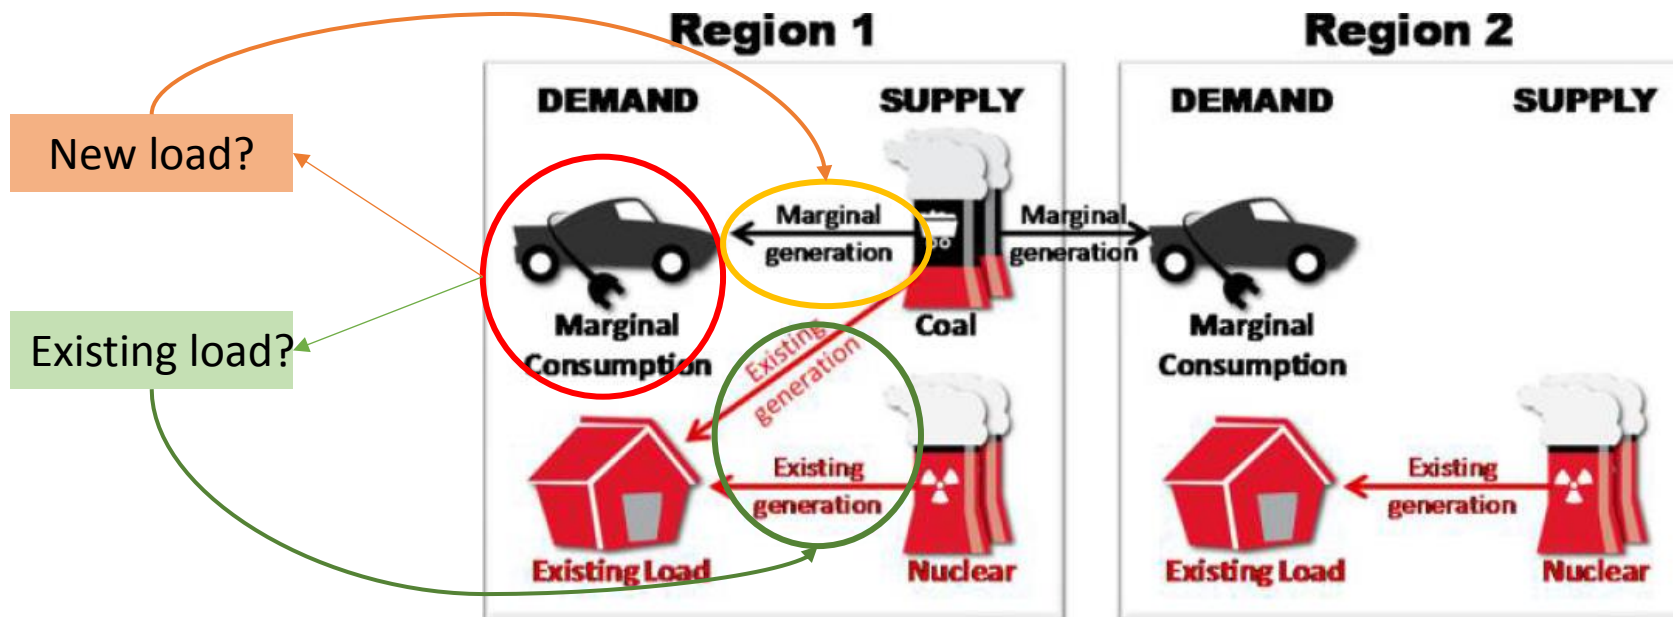 Region 1
Region 2
DEMAND
SUPPLY
DEMAND
SUPPLY
New load?
Existing load?
Marginal
generation
Marginal
generation
Marginal
Consumption
Coal
Marginal
Consumption
Existing
generation
Existing
generation
Existing
generation
Existing Load
Nuclear
Existing Load
Nuclear